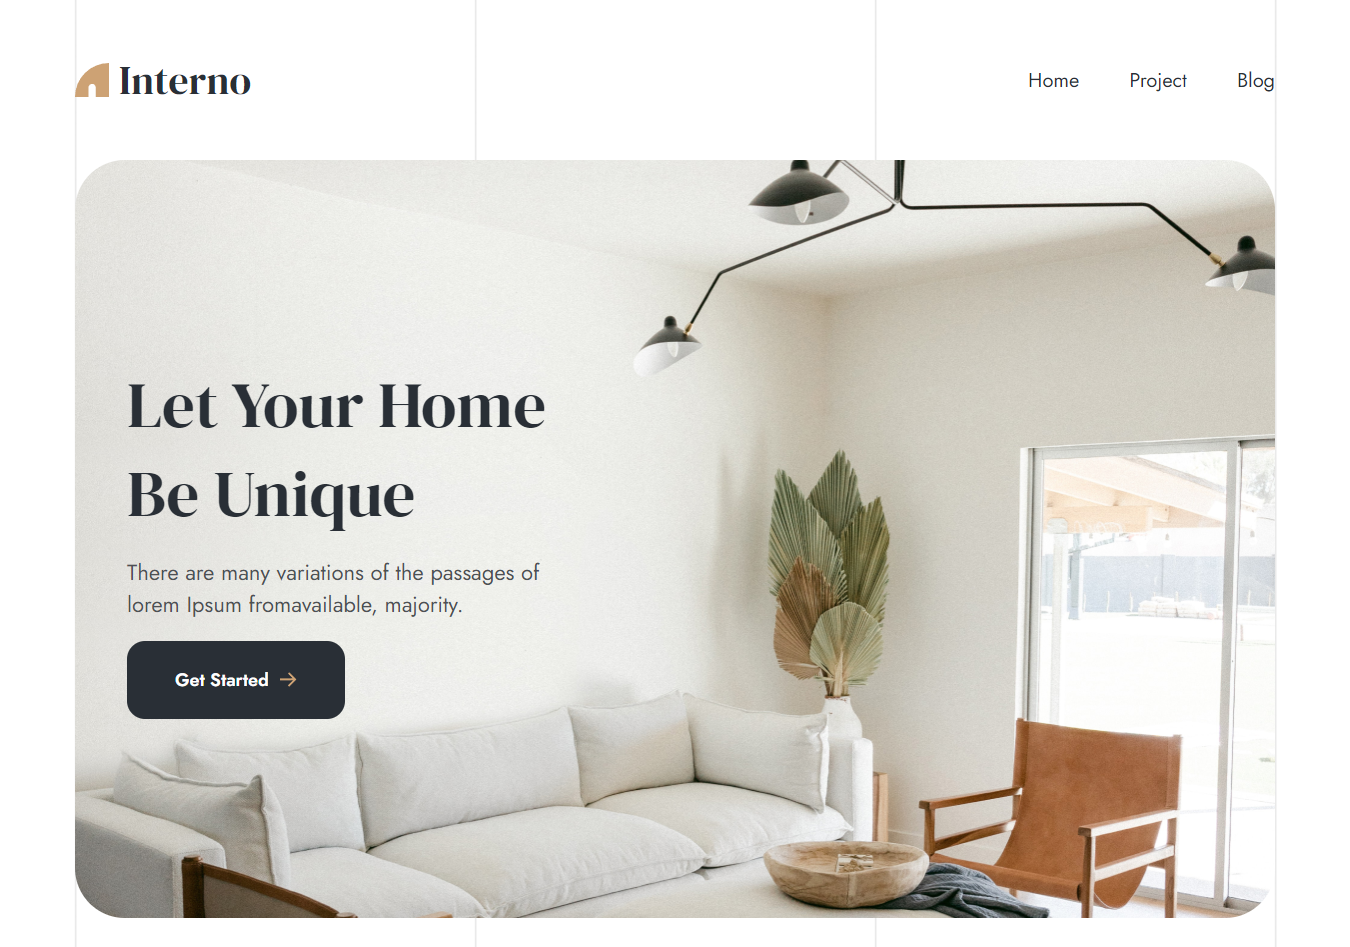 Interno
Home Project Blog
Let Your Home
Be Unique
There are many variations of the passages of
lorem Ipsum fromavailable, majority.
Get Started